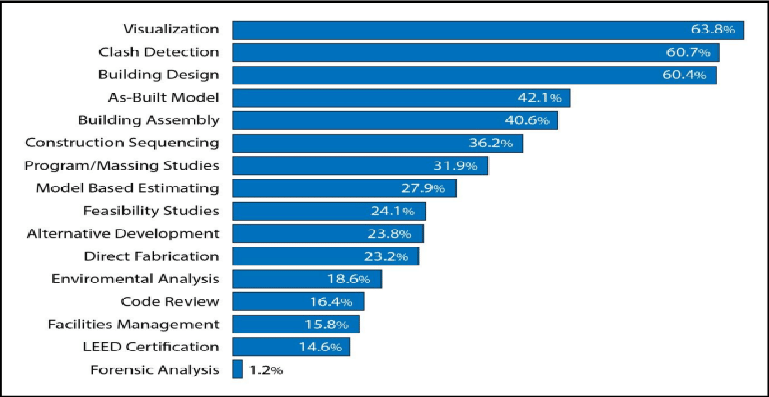 Visualization 63.8%
Clash Detection 60.7%
Building Design 60.4%
As-Built Model 42.1%
Building Assembly 40.6%
Construction Sequencing 36.2%
Program/Massing Studies 31.9%
Model Based Estimating 27.9%
Feasibility Studies 24.1%
Alternative Development 23.8%
Direct Fabrication 23.2%
Enviromental Analysis 18.6%
Code Review 16.4%
Facilities Management 15.8%
LEED Certification 14.6%
Forensic Analysis 1.2%